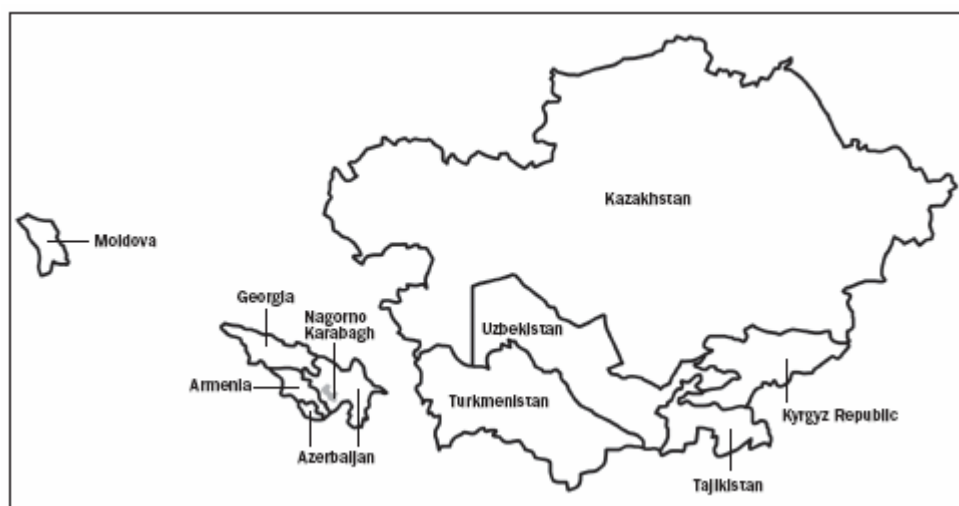 Kazakhstan
Moldova
Georgia
Nagorno
Karabagh
Uzbekistan
Armenia
Turkmenistan
Kyrgyz Republic
Azerbaijan
Tajikistan